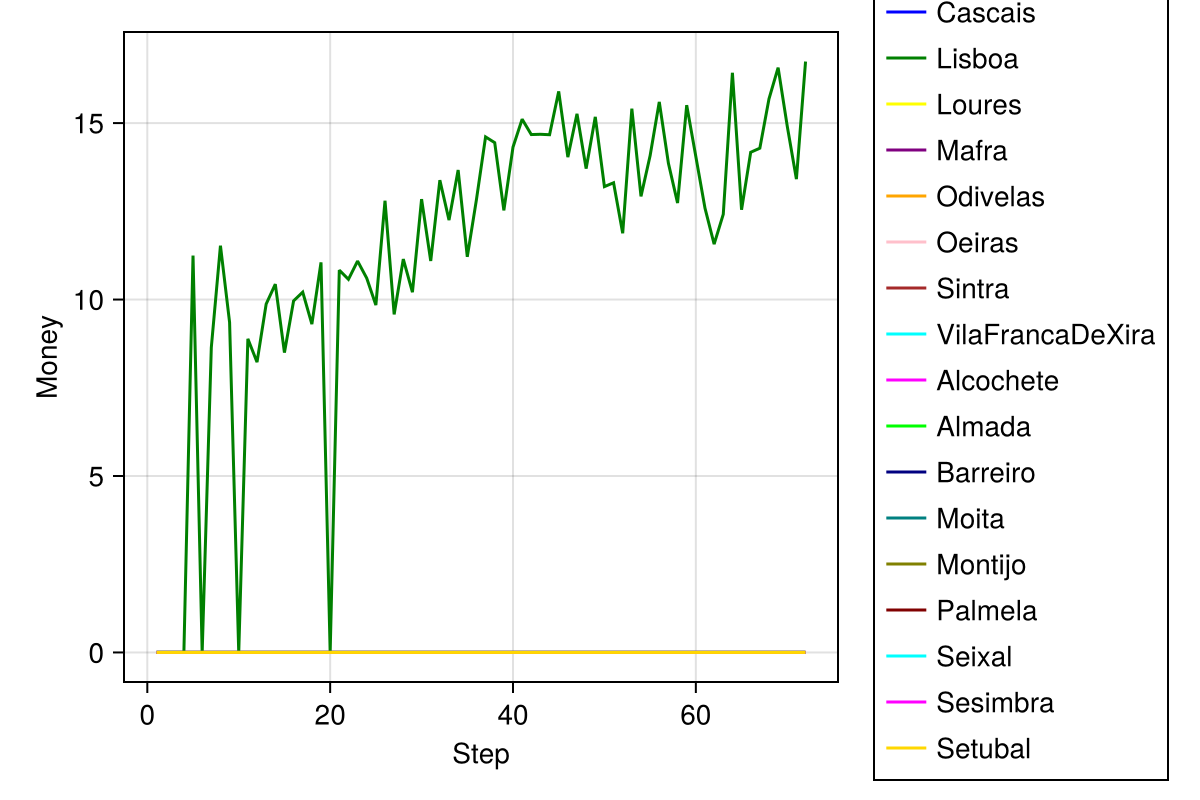 Money
15
10
5
0
0 20 40 60
Step
Cascais
Lisboa
Loures
Mafra
Odivelas
Oeiras
Sintra
VilaFrancaDeXira
Alcochete
Almada
Barreiro
Moita
Montijo
Palmela
Seixal
Sesimbra
Setubal